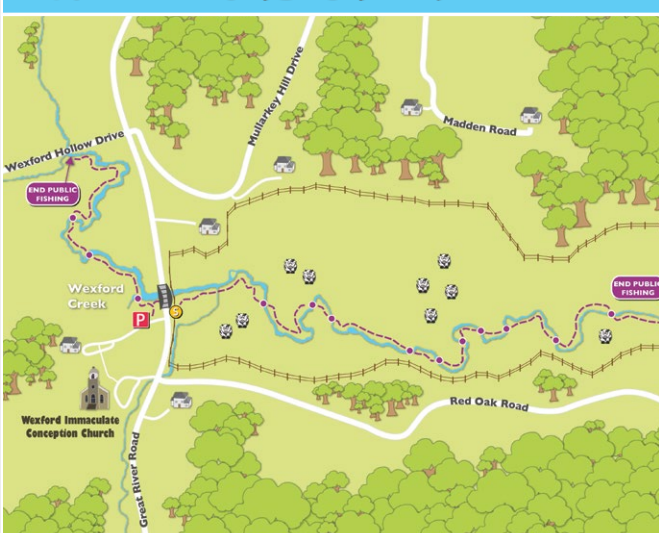 Mullarkey Hill Drive
Madden Road
Wexford Hollow Drive
END PUBLIC
FISHING
END PUBLIC
FISHING
Wexford
Creek
P
S
Wexford Immaculate
Conception Church
Great River Road
Red Oak Road